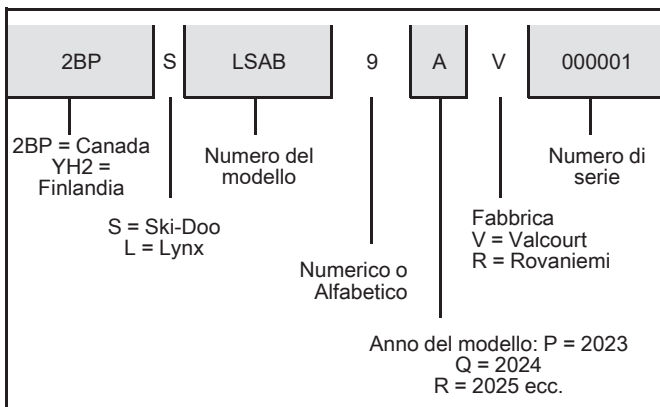 2BP S LSAB 9 A V 000001
2BP = Canada
YH2 =
Finlandia
Numero del
modello
Numero di
serie
S = Ski-Doo
L = Lynx
Fabbrica
V = Valcourt
R = Rovaniemi
Numerico o
Alfabetico
Anno del modello: P = 2023
Q = 2024
R = 2025 ecc.